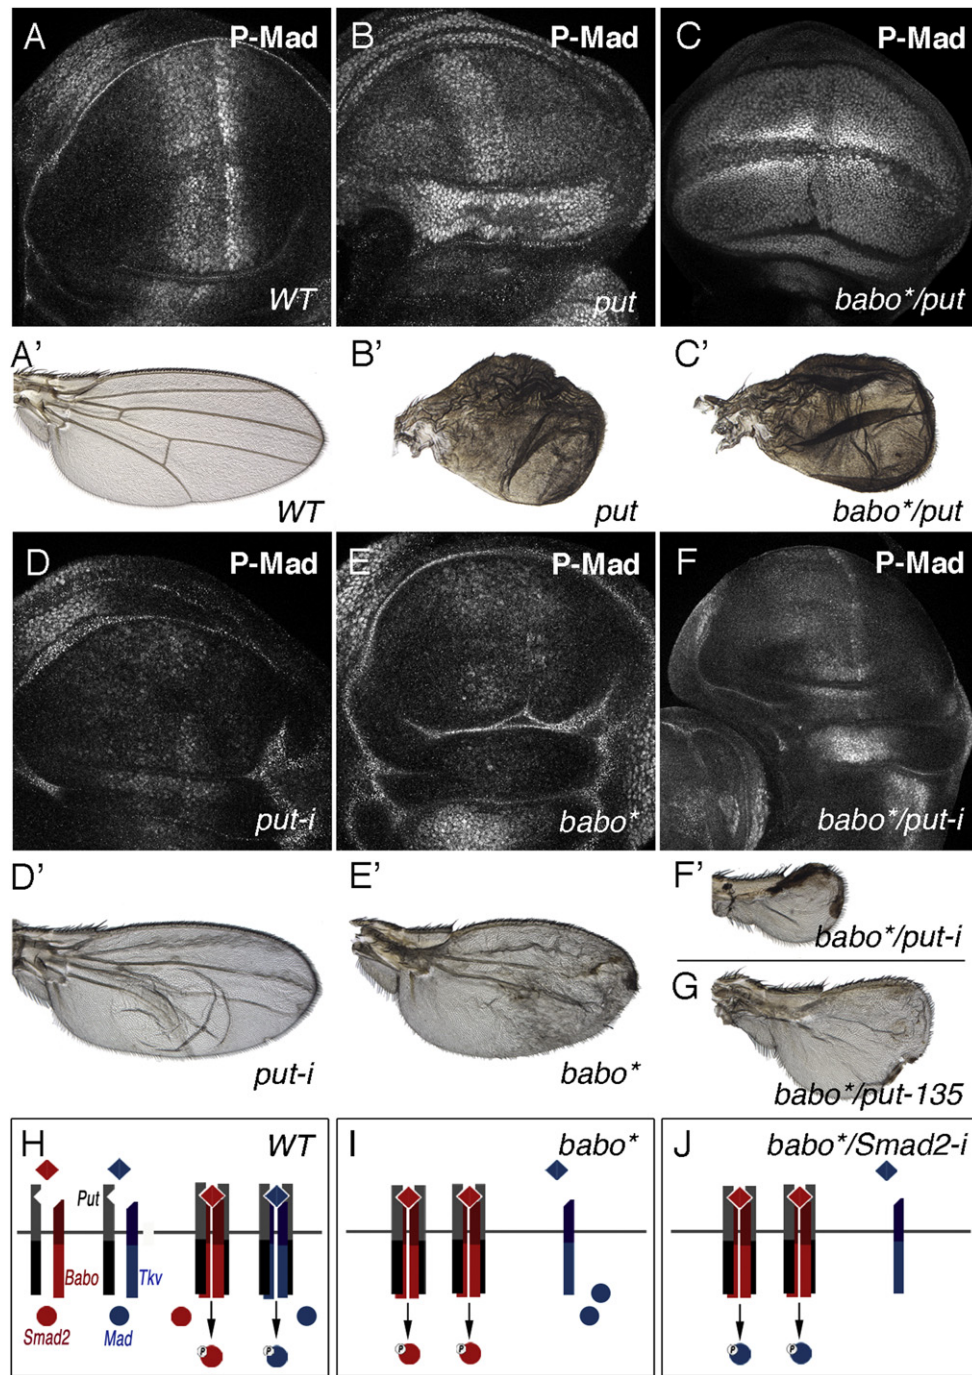 A P-Mad WT
B P-Mad put
C P-Mad babo*/put
A' WT
B' put
C' babo*/put
D P-Mad put-i
E P-Mad babo*
F P-Mad babo*/put-i
D' put-i
E' babo*
F' babo*/put-i
G babo*/put-135
H WT
Put
Babo Tkv
Smad2 Mad
P P
I babo*
P P
J babo*/Smad2-i
P P